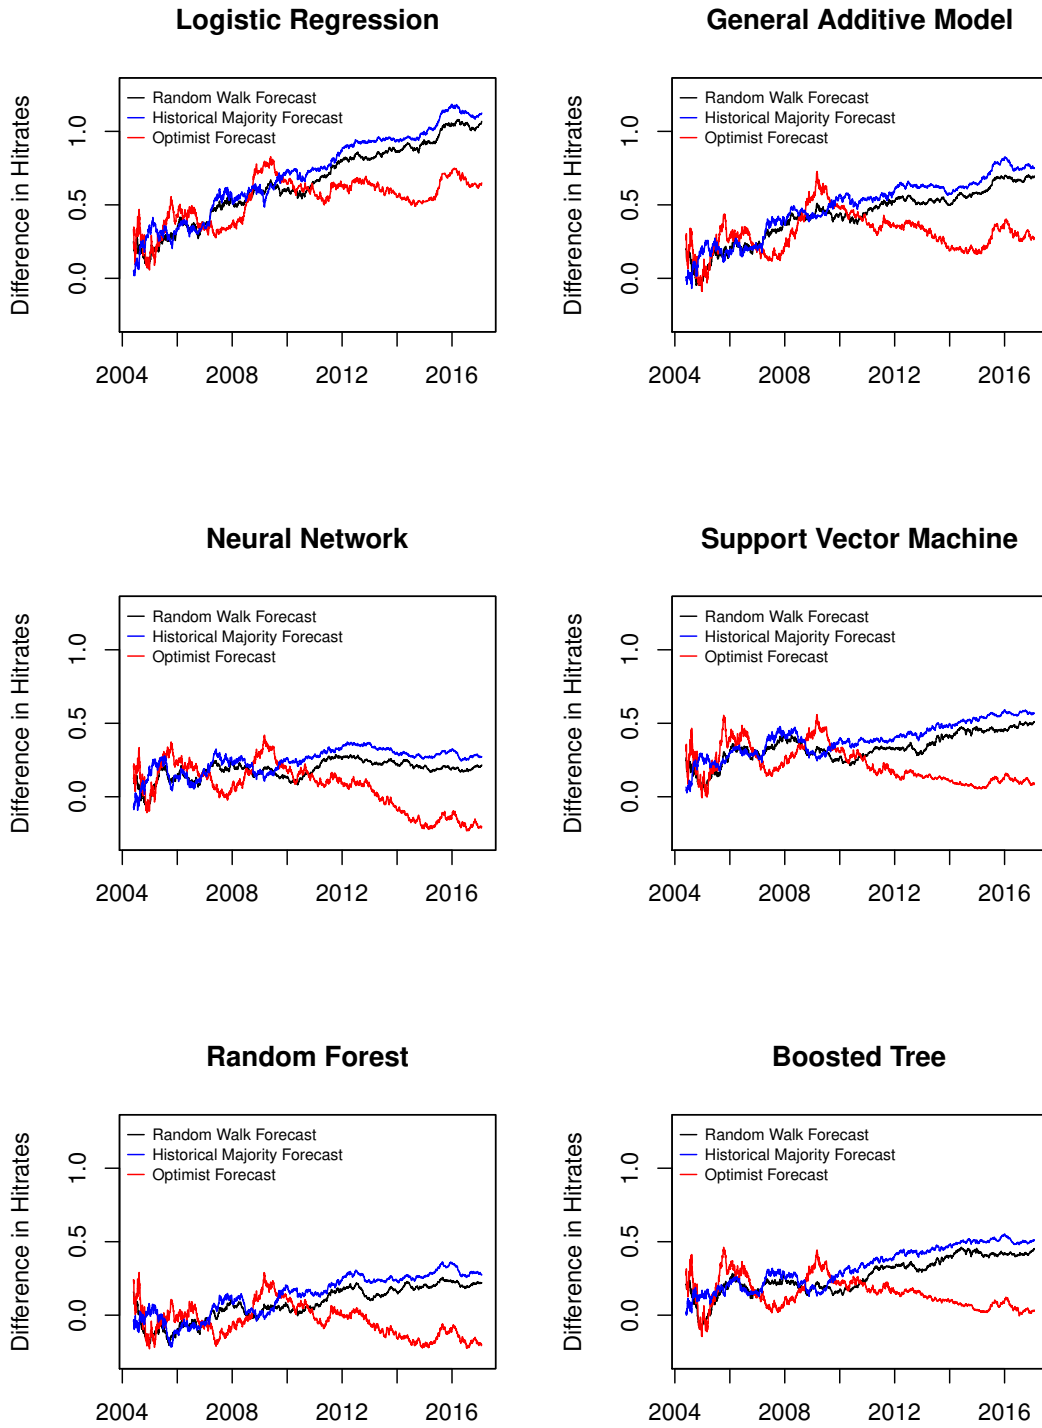 Logistic Regression
Difference in Hitrates
1.0
0.5
0.0
Random Walk Forecast
Historical Majority Forecast
Optimist Forecast
2004 2008 2012 2016
General Additive Model
Difference in Hitrates
1.0
0.5
0.0
Random Walk Forecast
Historical Majority Forecast
Optimist Forecast
2004 2008 2012 2016
Neural Network
Difference in Hitrates
1.0
0.5
0.0
Random Walk Forecast
Historical Majority Forecast
Optimist Forecast
2004 2008 2012 2016
Support Vector Machine
Difference in Hitrates
1.0
0.5
0.0
Random Walk Forecast
Historical Majority Forecast
Optimist Forecast
2004 2008 2012 2016
Random Forest
Difference in Hitrates
1.0
0.5
0.0
Random Walk Forecast
Historical Majority Forecast
Optimist Forecast
2004 2008 2012 2016
Boosted Tree
Difference in Hitrates
1.0
0.5
0.0
Random Walk Forecast
Historical Majority Forecast
Optimist Forecast
2004 2008 2012 2016